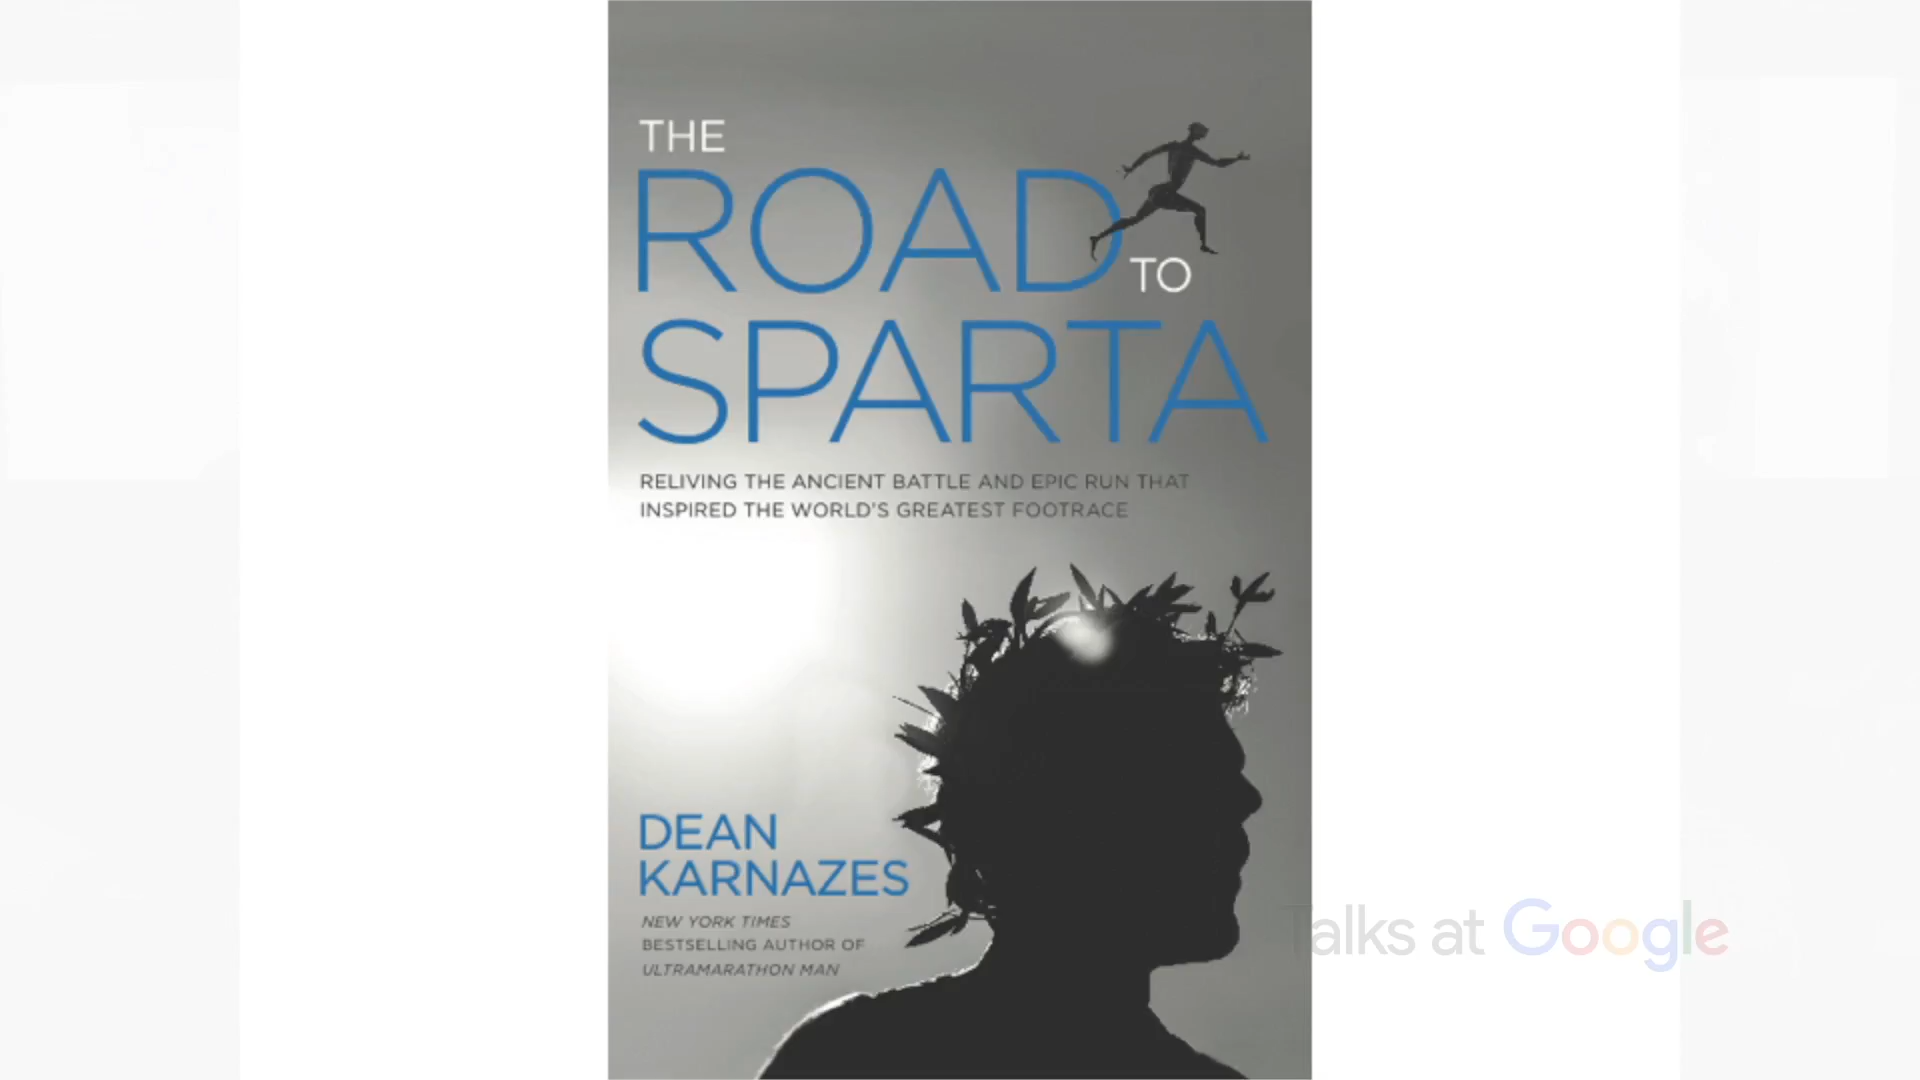 THE
ROAD
TO
SPARTA
RELIVING THE ANCIENT BATTLE AND EPIC RUN THAT
INSPIRED THE WORLD'S GREATEST FOOTRACE
DEAN
KARNAZES
NEW YORK TIMES
BESTSELLING AUTHOR OF
ULTRAMARATHON MAN
Talks at Google